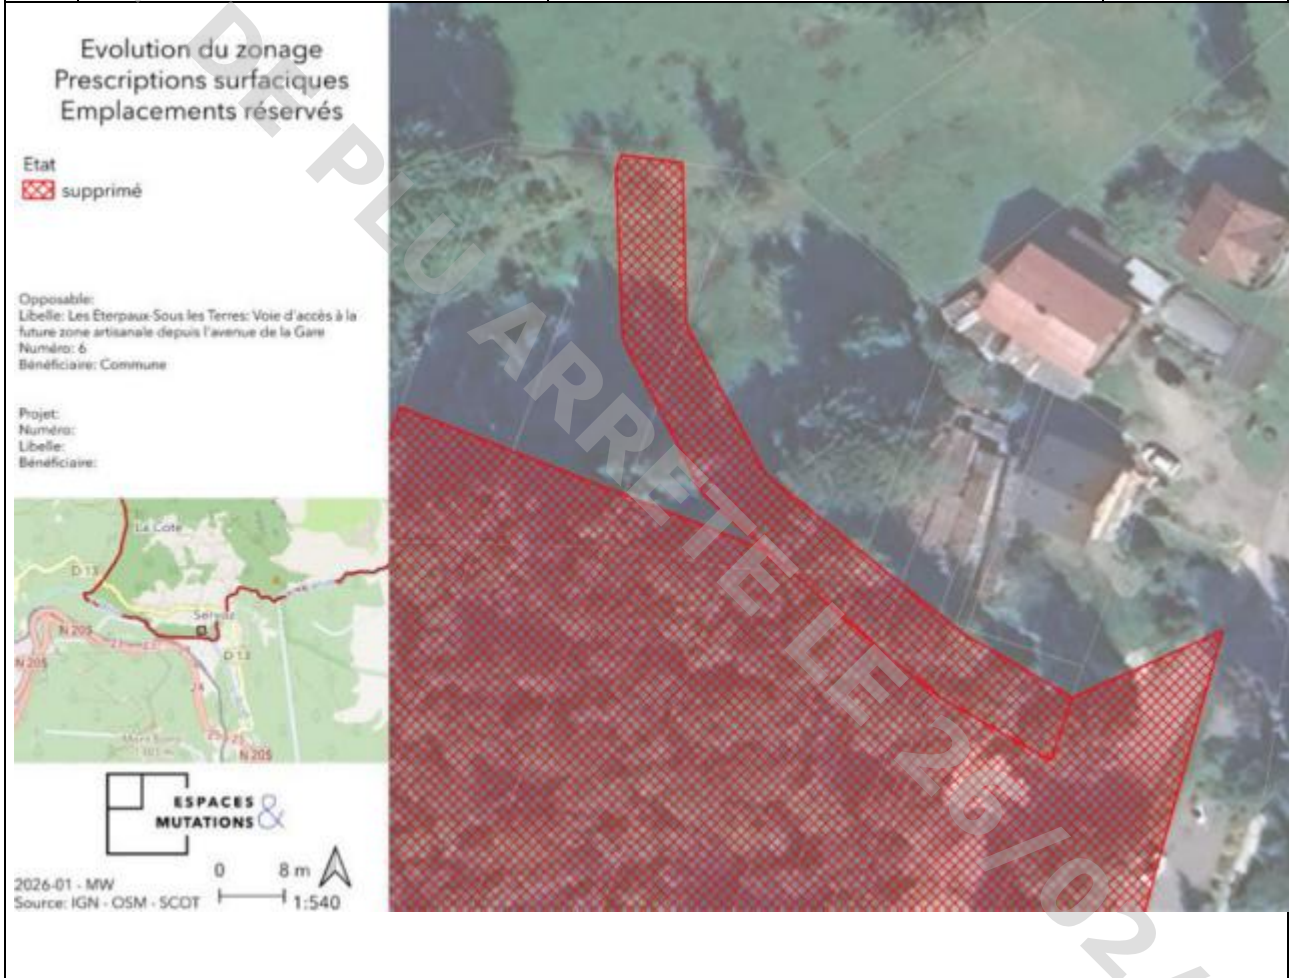 Evolution du zonage
Prescriptions surfaciques
Emplacements réservés
Etat
supprimé
Opposable:
Libelle: Les Eterpaux-Sous les Terres: Voie d'accès à la
future zone artisanale depuis l'avenue de la Gare
Numéro: 6
Bénéficiaire: Commune
Projet:
Numéro:
Libelle:
Bénéficiaire:
La Cote
D 13
N 205
Servoz
N 205
D 13
N 205
ESPACES &
MUTATIONS
0 8 m
1:540
2026-01 - MW
Source: IGN - OSM - SCOT
DE PLU ARRETE LE 26/02